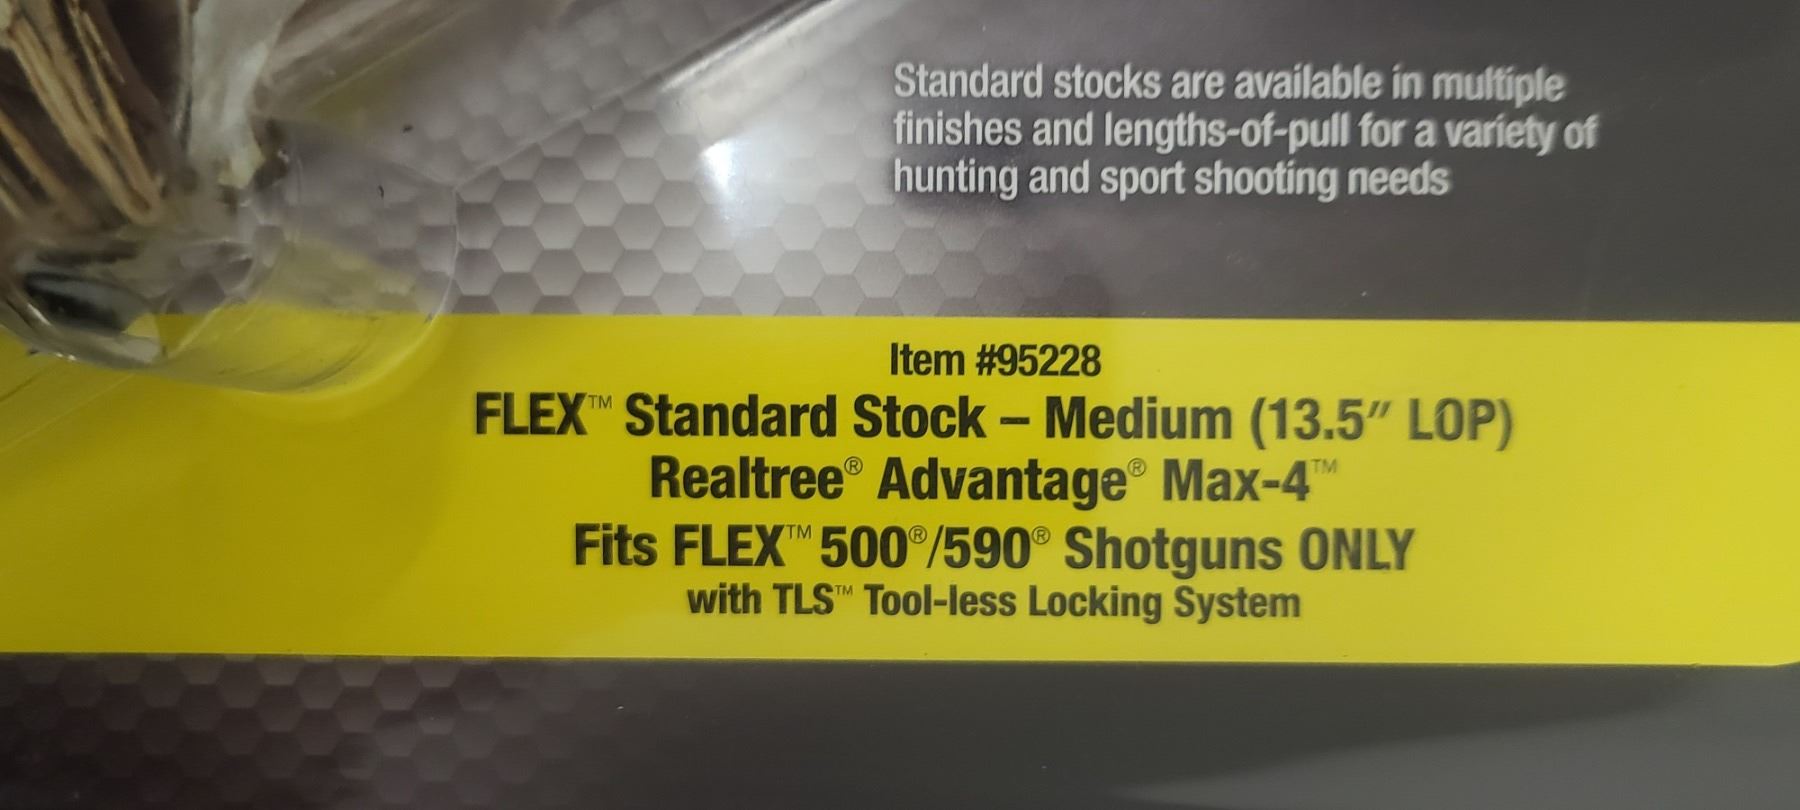 Standard stocks are available in multiple
finishes and lengths-of-pull for a variety of
hunting and sport shooting needs
Item #95228
FLEX™ Standard Stock – Medium (13.5″ LOP)
Realtree® Advantage® Max-4™
Fits FLEX™ 500®/590® Shotguns ONLY
with TLS™ Tool-less Locking System